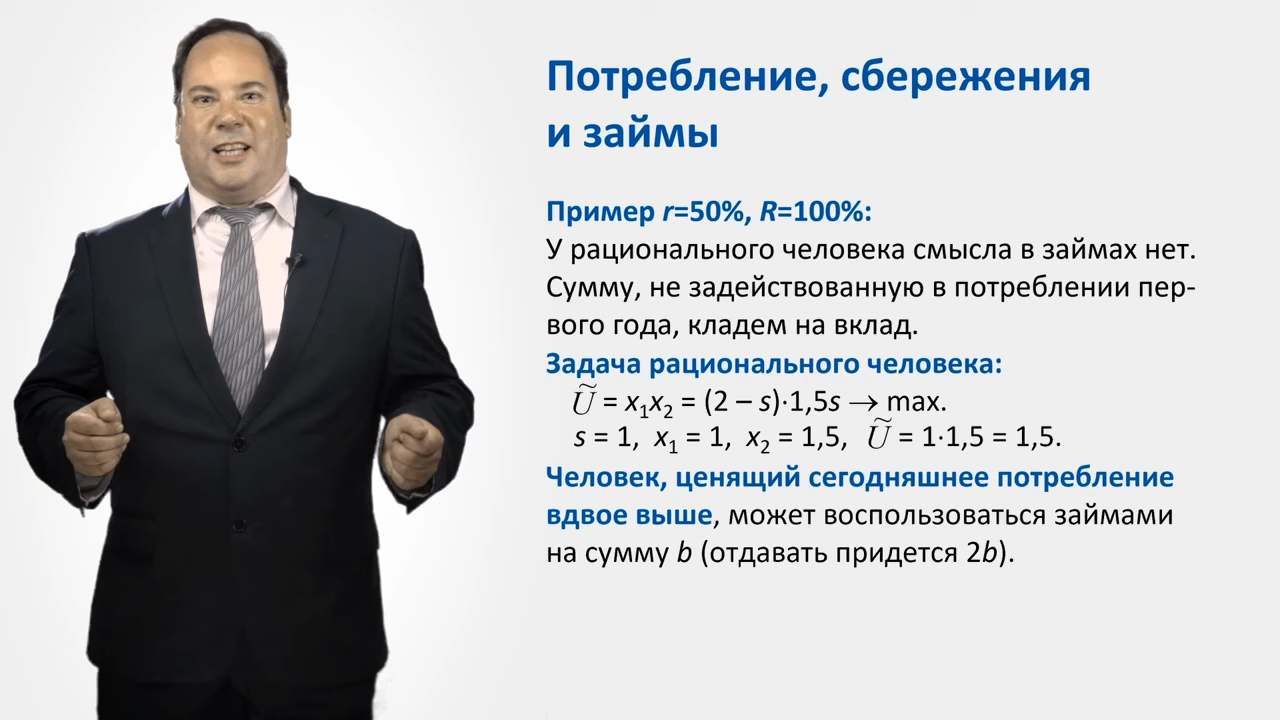 Потребление, сбережения
и займы
Пример r=50%, R=100%:
У рационального человека смысла в займах нет.
Сумму, не задействованную в потреблении пер-
вого года, кладем на вклад.
Задача рационального человека:
Ũ = x₁x₂ = (2 – s)·1,5s → max.
s = 1, x₁ = 1, x₂ = 1,5, Ũ = 1·1,5 = 1,5.
Человек, ценящий сегодняшнее потребление
вдвое выше, может воспользоваться займами
на сумму b (отдавать придется 2b).